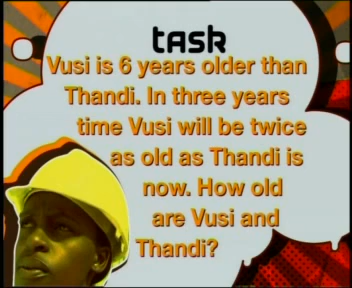 task
Vusi is 6 years older than
Thandi. In three years
time Vusi will be twice
as old as Thandi is
now. How old
are Vusi and
Thandi?